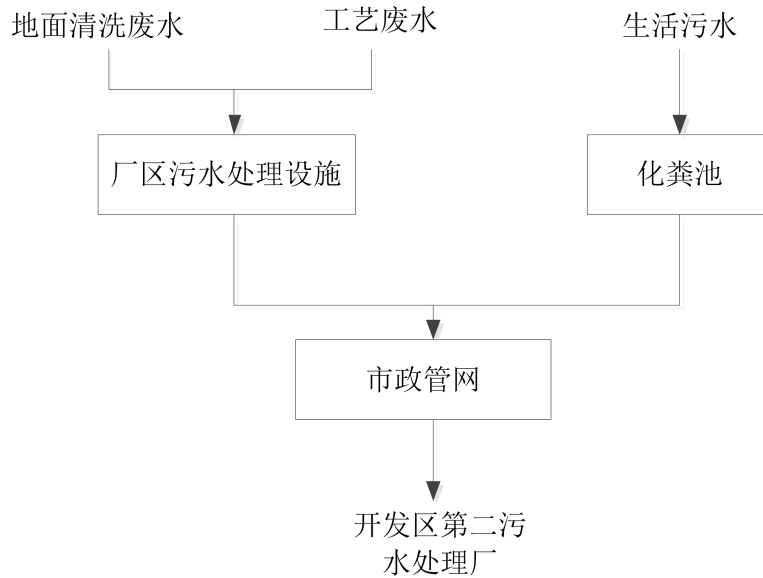 地面清洗废水
工艺废水
生活污水
厂区污水处理设施
化粪池
市政管网
开发区第二污
水处理厂